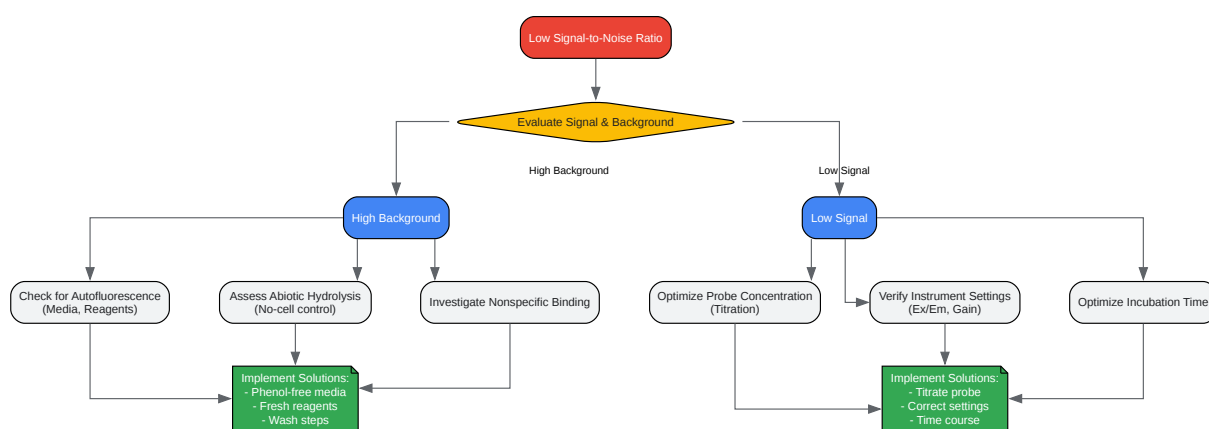 Low Signal-to-Noise Ratio
Evaluate Signal & Background
High Background
Low Signal
High Background
Low Signal
Check for Autofluorescence
(Media, Reagents)
Assess Abiotic Hydrolysis
(No-cell control)
Investigate Nonspecific Binding
Optimize Probe Concentration
(Titration)
Verify Instrument Settings
(Ex/Em, Gain)
Optimize Incubation Time
Implement Solutions:
- Phenol-free media
- Fresh reagents
- Wash steps
Implement Solutions:
- Titrate probe
- Correct settings
- Time course